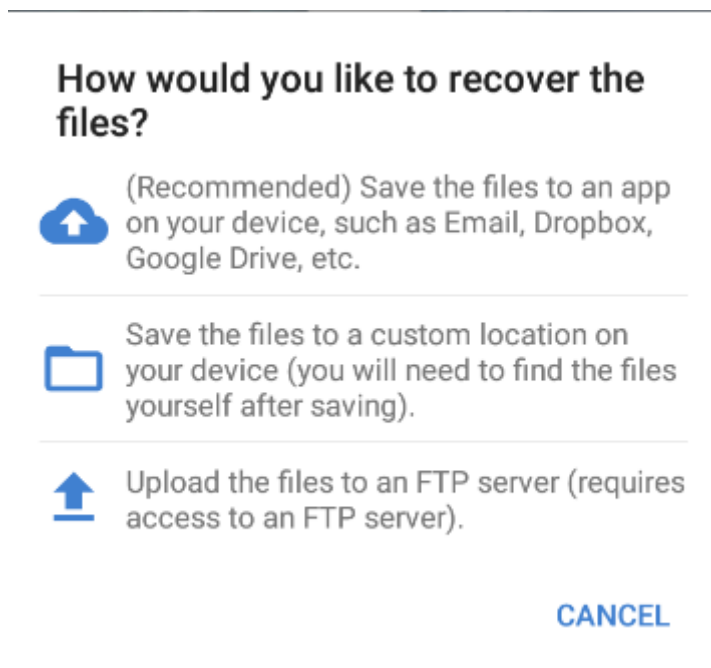 How would you like to recover the
files?
(Recommended) Save the files to an app
on your device, such as Email, Dropbox,
Google Drive, etc.
Save the files to a custom location on
your device (you will need to find the files
yourself after saving).
Upload the files to an FTP server (requires
access to an FTP server).
CANCEL